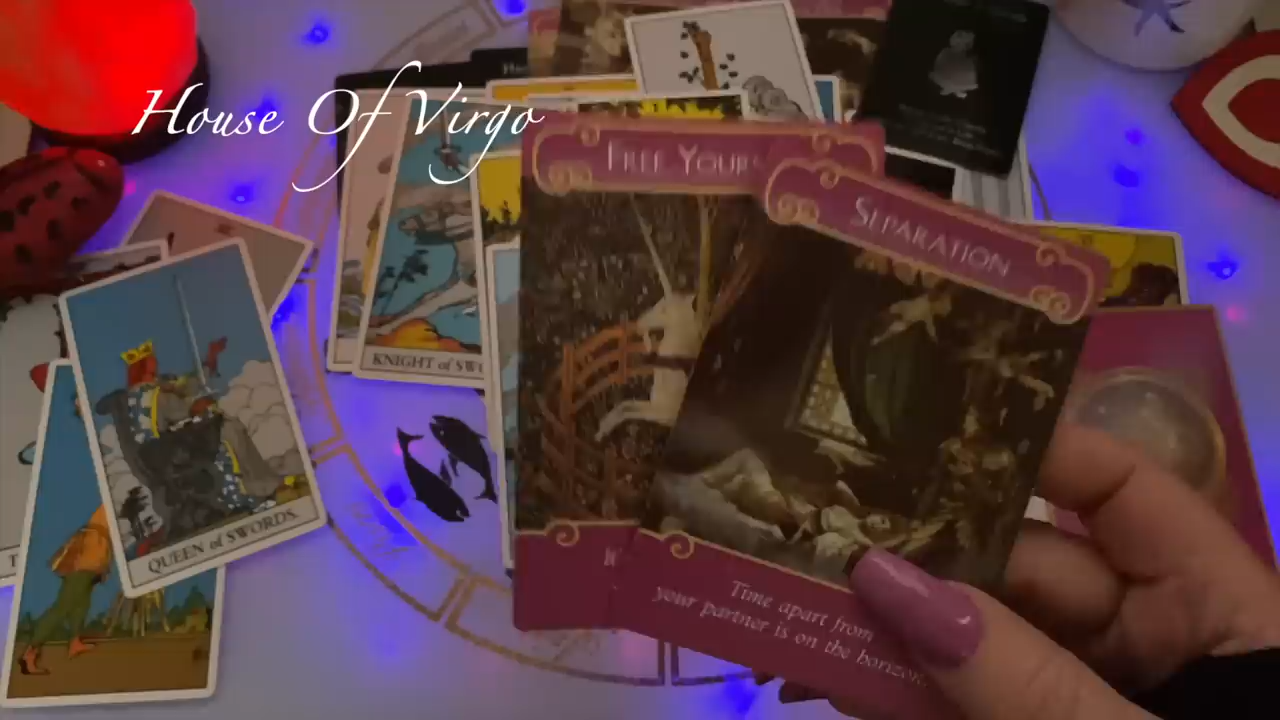 House Of Virgo
FREE YOURS
SEPARATION
KNIGHT of SW
QUEEN of SWORDS.
Time apart from
your partner is on the horizon.